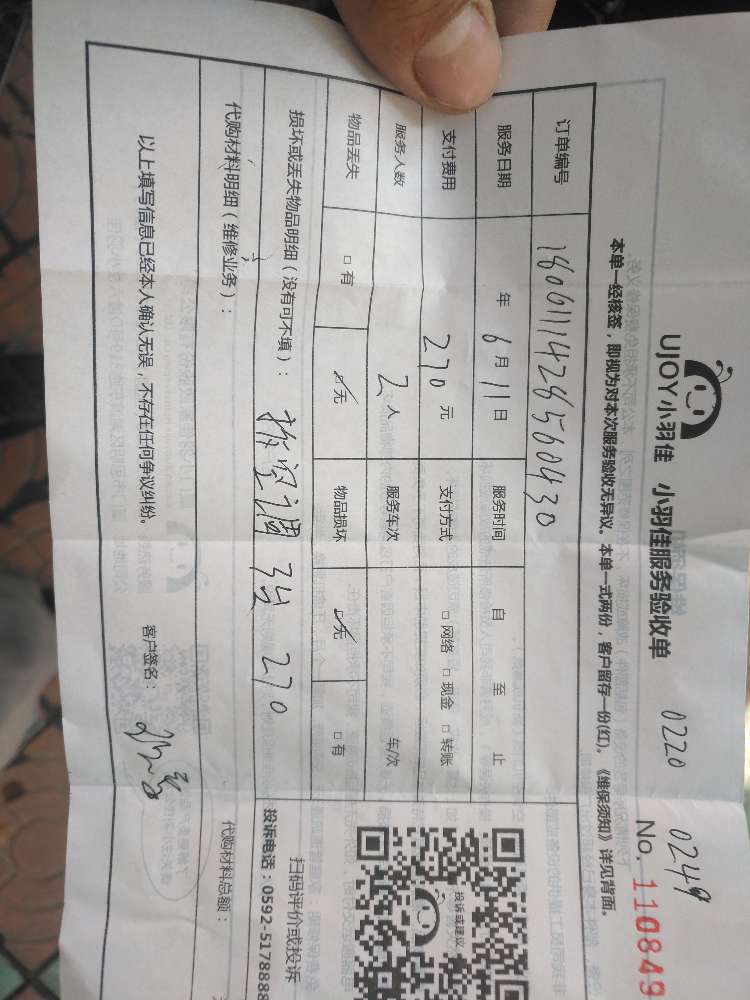 UJOY小羽佳 小羽佳服务验收单 0220 0249
No. 110849
本单一经核签，即视为对本次服务验收无异议。本单一式两份，客户留存一份(红)。《维保须知》详见背面。
订单编号 180611142856 0430
服务日期 年 6 月 11 日 服务时间 自 至 止
支付费用 270 元 支付方式 □ 网络 □ 现金 □ 转账
服务人数 2 人 服务车次 车/次
物品丢失 □ 有 ☑ 无 物品损坏 ☑ 无 □ 有
损坏或丢失物品明细（没有可不填）： 拆空调 3台 270
代购材料明细（维修业务）：
代购材料总额：
以上填写信息已经本人确认无误，不存在任何争议纠纷。 客户签名：
投诉或建议
扫码评价或投诉
投诉电话：0592-5178888